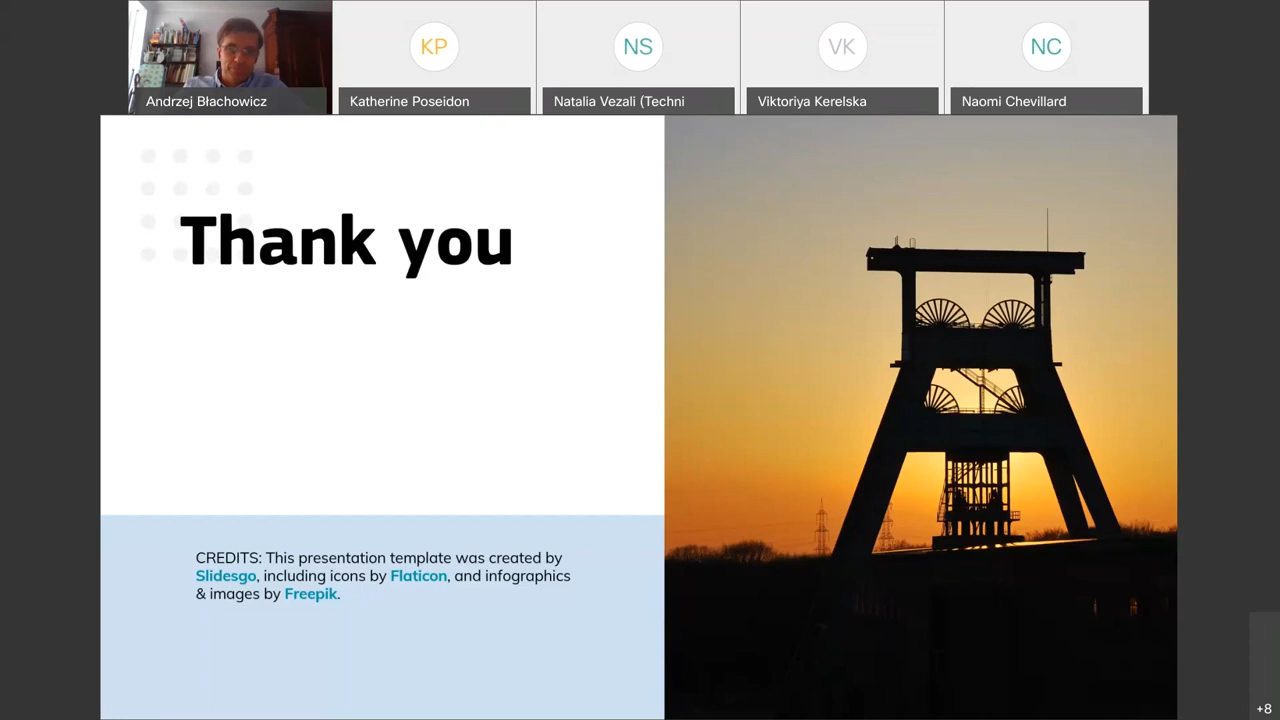 KP
NS
VK
NC
Andrzej Błachowicz
Katherine Poseidon
Natalia Vezali (Techni
Viktoriya Kerelska
Naomi Chevillard
Thank you
CREDITS: This presentation template was created by
Slidesgo, including icons by Flaticon, and infographics
& images by Freepik.
+8